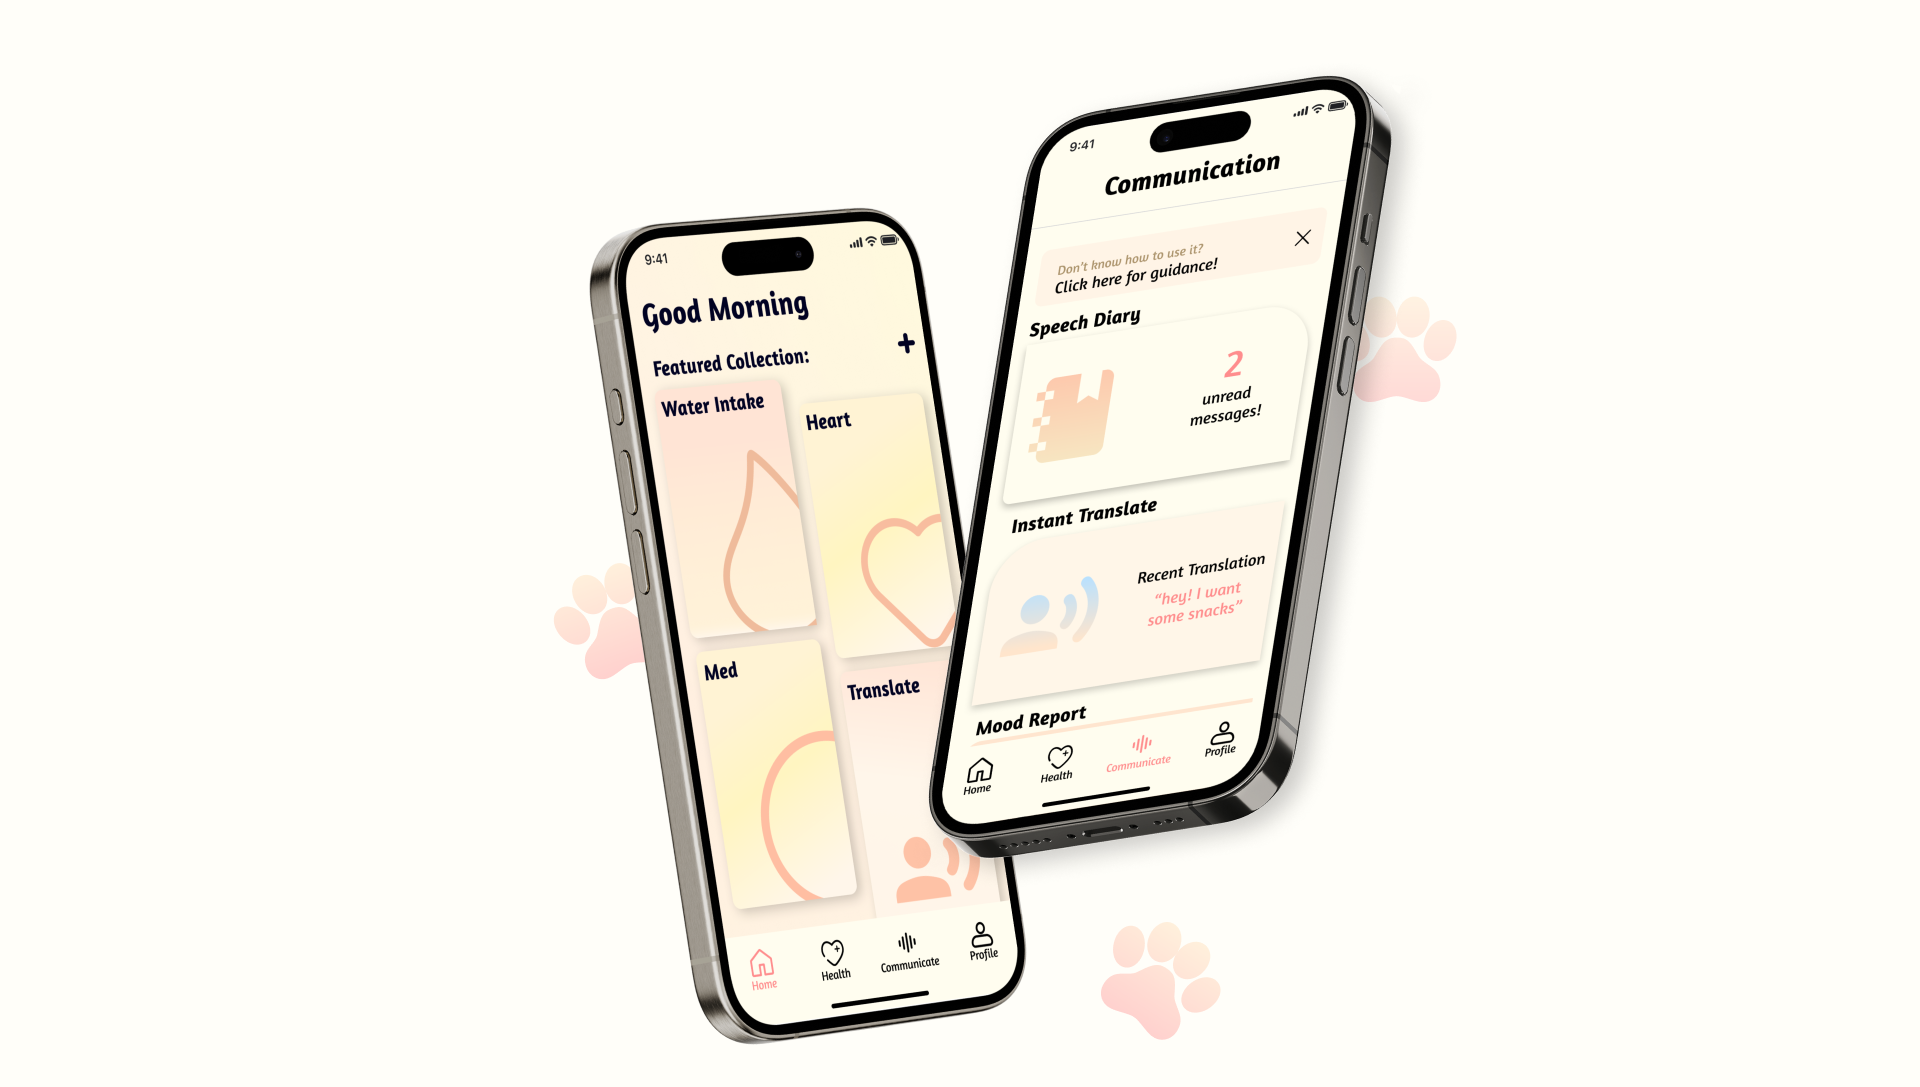 9:41
Good Morning
Featured Collection:
Water Intake
Heart
Med
Translate
Home
Health
Communicate
Profile
9:41
Communication
Don't know how to use it?
Click here for guidance!
Speech Diary
2
unread
messages!
Instant Translate
Recent Translation
“hey! I want
some snacks”
Mood Report
Home
Health
Communicate
Profile